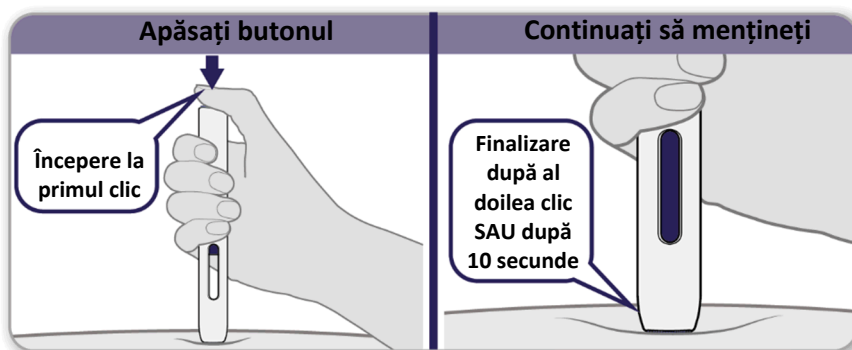 Apăsați butonul
Începere la
primul clic
Continuați să mențineți
Finalizare
după al
doilea clic
SAU după
10 secunde